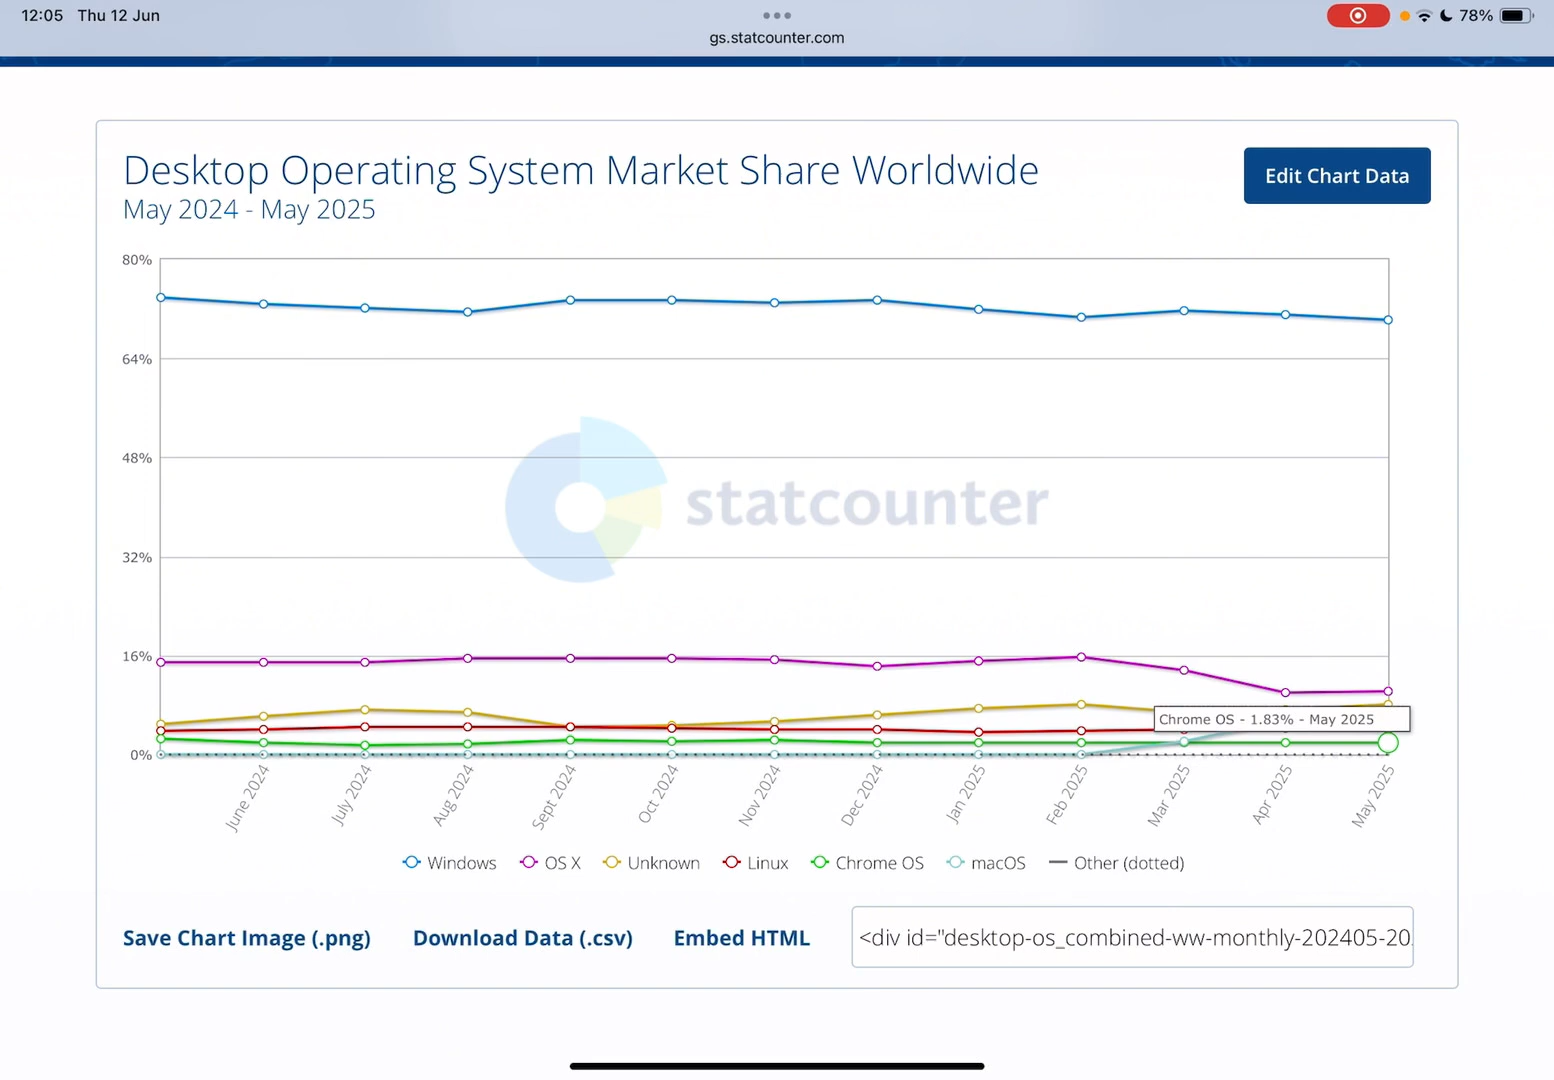 12:05 Thu 12 Jun
78%
gs.statcounter.com
Desktop Operating System Market Share Worldwide
May 2024 - May 2025
Edit Chart Data
80%
64%
48%
32%
16%
0%
statcounter
Chrome OS - 1.83% - May 2025
June 2024
July 2024
Aug 2024
Sept 2024
Oct 2024
Nov 2024
Dec 2024
Jan 2025
Feb 2025
Mar 2025
Apr 2025
May 2025
Windows OS X Unknown Linux Chrome OS macOS Other (dotted)
Save Chart Image (.png) Download Data (.csv) Embed HTML <div id="desktop-os_combined-ww-monthly-202405-20